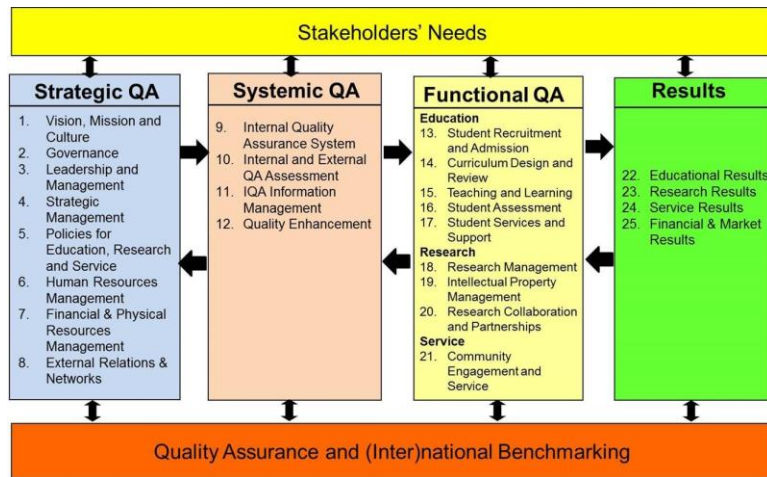 Stakeholders' Needs
Strategic QA
1. Vision, Mission and
Culture
2. Governance
3. Leadership and
Management
4. Strategic
Management
5. Policies for
Education, Research
and Service
6. Human Resources
Management
7. Financial & Physical
Resources
Management
8. External Relations &
Networks
Systemic QA
9. Internal Quality
Assurance System
10. Internal and External
QA Assessment
11. IQA Information
Management
12. Quality Enhancement
Functional QA
Education
13. Student Recruitment
and Admission
14. Curriculum Design and
Review
15. Teaching and Learning
16. Student Assessment
17. Student Services and
Support
Research
18. Research Management
19. Intellectual Property
Management
20. Research Collaboration
and Partnerships
Service
21. Community
Engagement and
Service
Results
22. Educational Results
23. Research Results
24. Service Results
25. Financial & Market
Results
Quality Assurance and (Inter)national Benchmarking